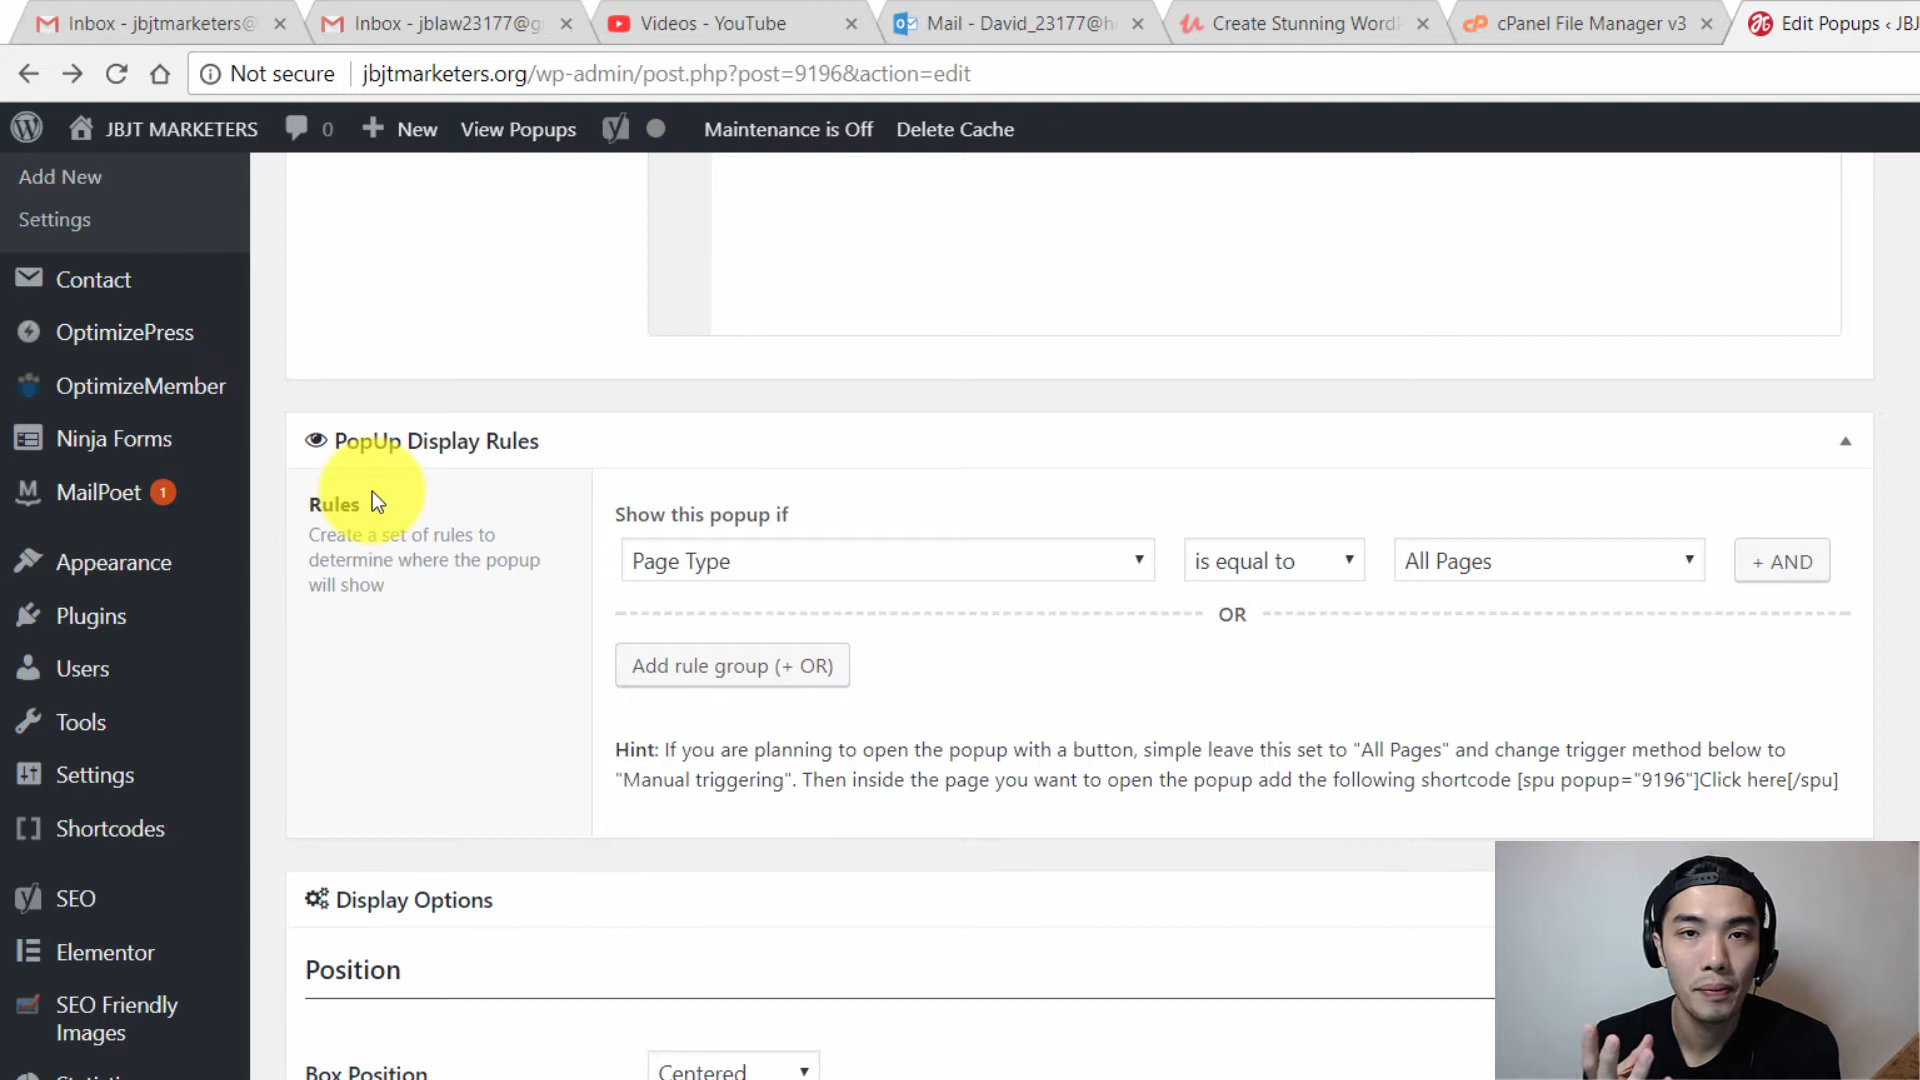 Inbox - jbjtmarketers@
Inbox - jblaw23177@g
Videos - YouTube
Mail - David_23177@h
Create Stunning Word
cPanel File Manager v3
Edit Popups ‹ JBJ
Not secure
jbjtmarketers.org/wp-admin/post.php?post=9196&action=edit
JBJT MARKETERS
0
New
View Popups
Maintenance is Off
Delete Cache
Add New
Settings
Contact
OptimizePress
OptimizeMember
Ninja Forms
MailPoet 1
Appearance
Plugins
Users
Tools
Settings
Shortcodes
SEO
Elementor
SEO Friendly
Images
PopUp Display Rules
Rules
Create a set of rules to
determine where the popup
will show
Show this popup if
Page Type
is equal to
All Pages
+ AND
OR
Add rule group (+ OR)
Hint: If you are planning to open the popup with a button, simple leave this set to "All Pages" and change trigger method below to
"Manual triggering". Then inside the page you want to open the popup add the following shortcode [spu popup="9196"]Click here[/spu]
Display Options
Position
Box Position
Centered